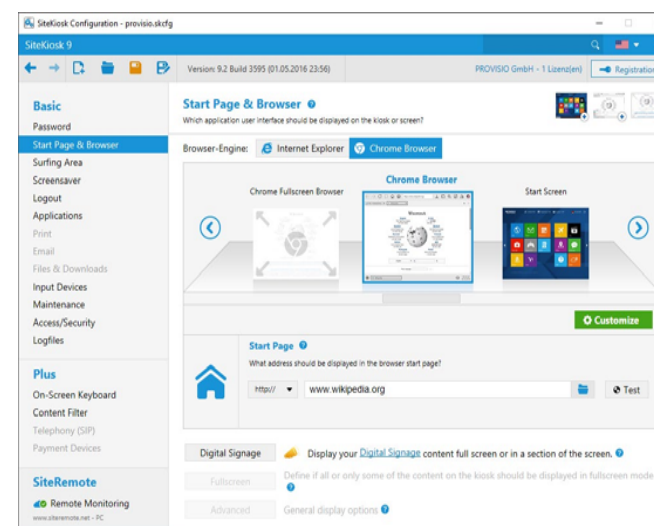 SiteKiosk Configuration - provisio.skcfg
SiteKiosk 9
Version: 9.2 Build 3595 (01.05.2016 23:56)
PROVISIO GmbH - 1 Lizenz(en)
Registration
Basic
Password
Start Page & Browser
Surfing Area
Screensaver
Logout
Applications
Print
Email
Files & Downloads
Input Devices
Maintenance
Access/Security
Logfiles
Plus
On-Screen Keyboard
Content Filter
Telephony (SIP)
Payment Devices
SiteRemote
Remote Monitoring
www.siteremote.net - PC
Start Page & Browser
Which application user interface should be displayed on the kiosk or screen?
Browser-Engine: Internet Explorer Chrome Browser
Chrome Fullscreen Browser
Chrome Browser
Start Screen
Customize
Start Page
What address should be displayed in the browser start page?
http:// www.wikipedia.org Test
Digital Signage Display your Digital Signage content full screen or in a section of the screen.
Fullscreen Define if all or only some of the content on the kiosk should be displayed in fullscreen mode
Advanced General display options